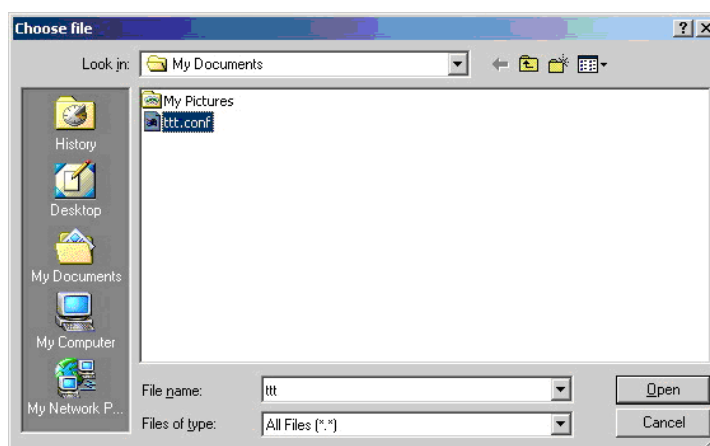 Choose file
Look in:
My Documents
My Pictures
ttt.conf
History
Desktop
My Documents
My Computer
My Network P...
File name:
ttt
Open
Files of type:
All Files (*.*)
Cancel